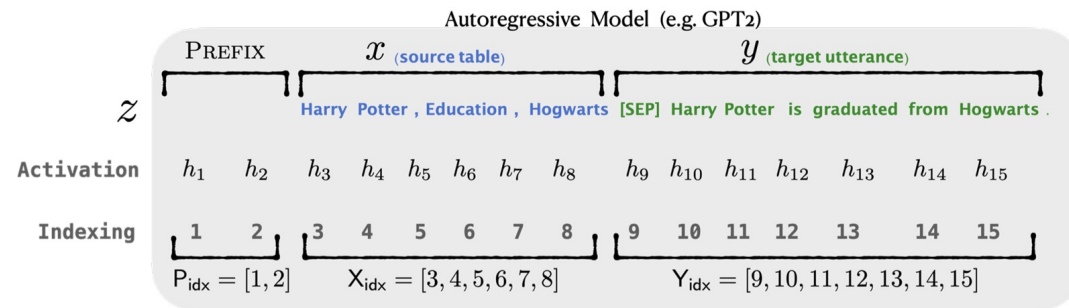 Autoregressive Model (e.g. GPT2)
PREFIX x (source table) y (target utterance)
z Harry Potter , Education , Hogwarts [SEP] Harry Potter is graduated from Hogwarts .
Activation h₁ h₂ h₃ h₄ h₅ h₆ h₇ h₈ h₉ h₁₀ h₁₁ h₁₂ h₁₃ h₁₄ h₁₅
Indexing 1 2 3 4 5 6 7 8 9 10 11 12 13 14 15
P_idx = [1, 2] X_idx = [3, 4, 5, 6, 7, 8] Y_idx = [9, 10, 11, 12, 13, 14, 15]